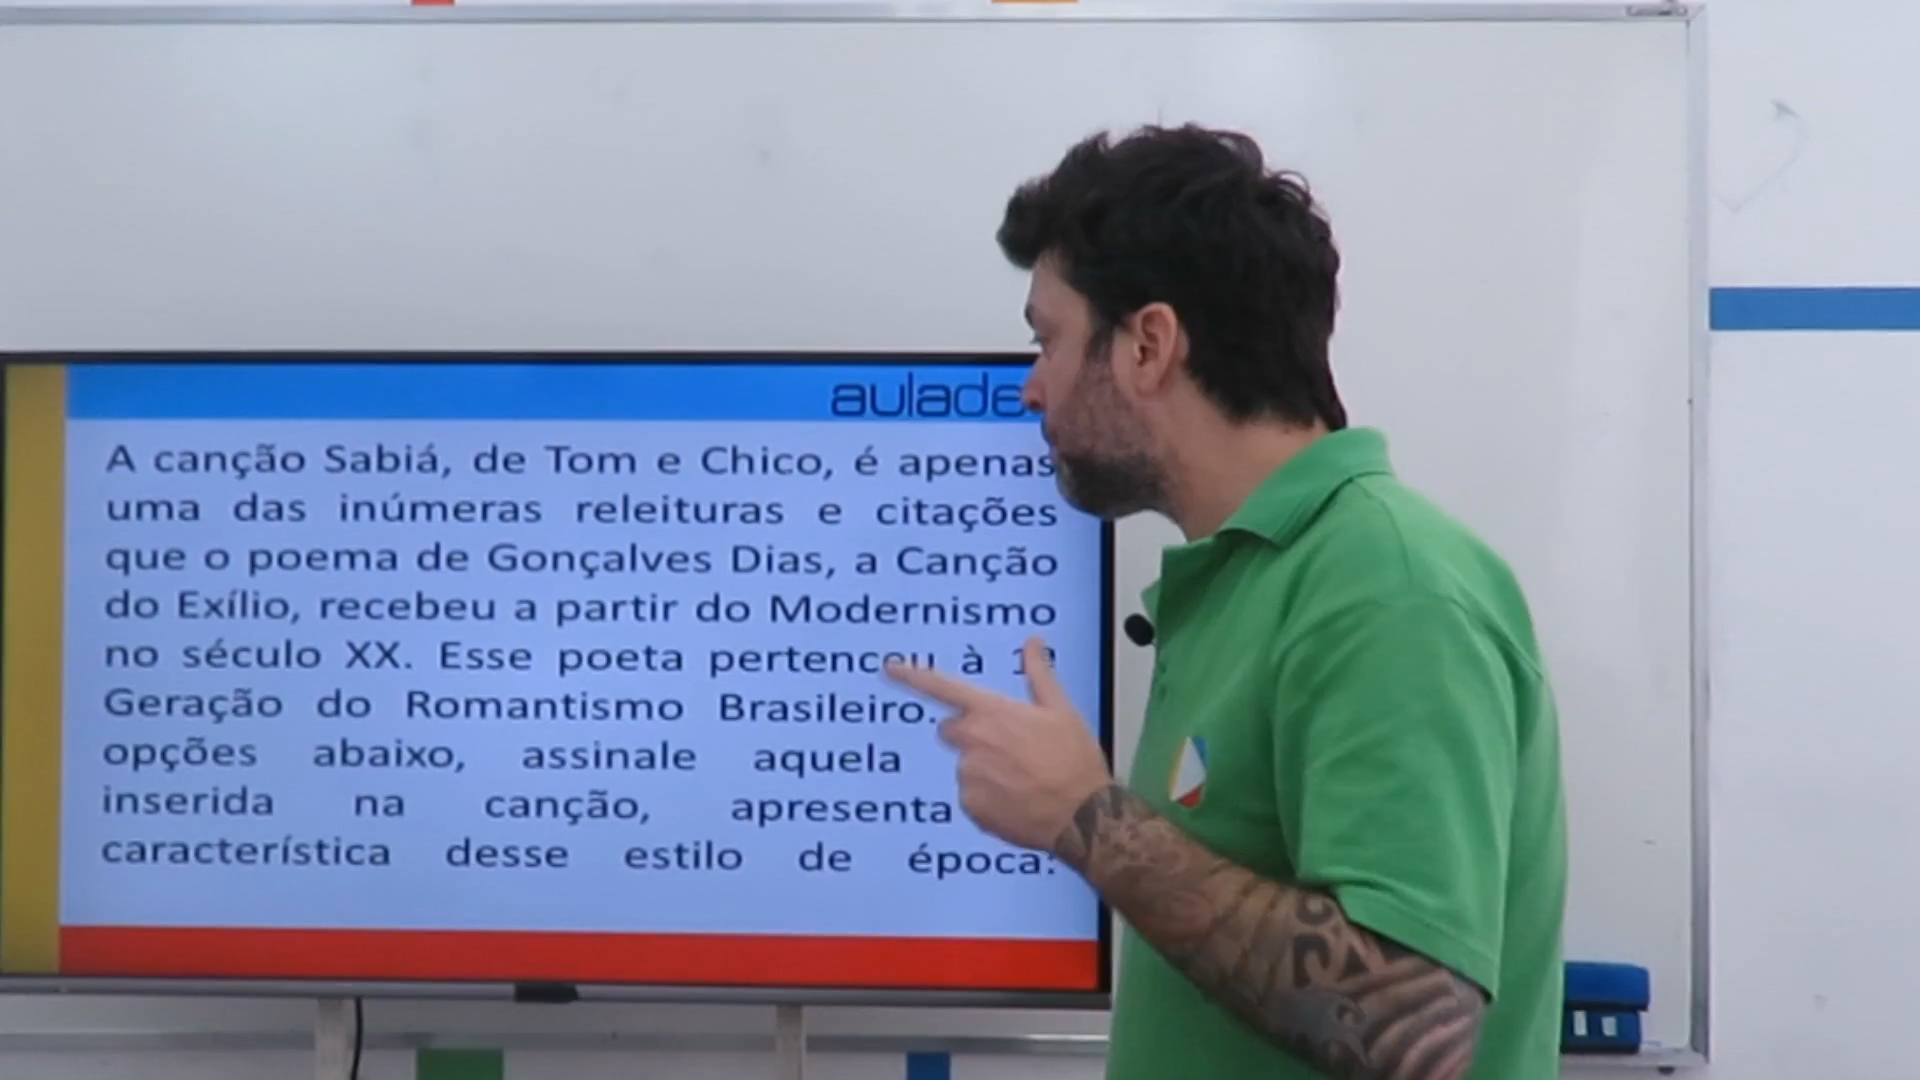 aulade
A canção Sabiá, de Tom e Chico, é apenas
uma das inúmeras releituras e citações
que o poema de Gonçalves Dias, a Canção
do Exílio, recebeu a partir do Modernismo
no século XX. Esse poeta pertenceu à 1ª
Geração do Romantismo Brasileiro.
opções abaixo, assinale aquela
inserida na canção, apresenta
característica desse estilo de época: